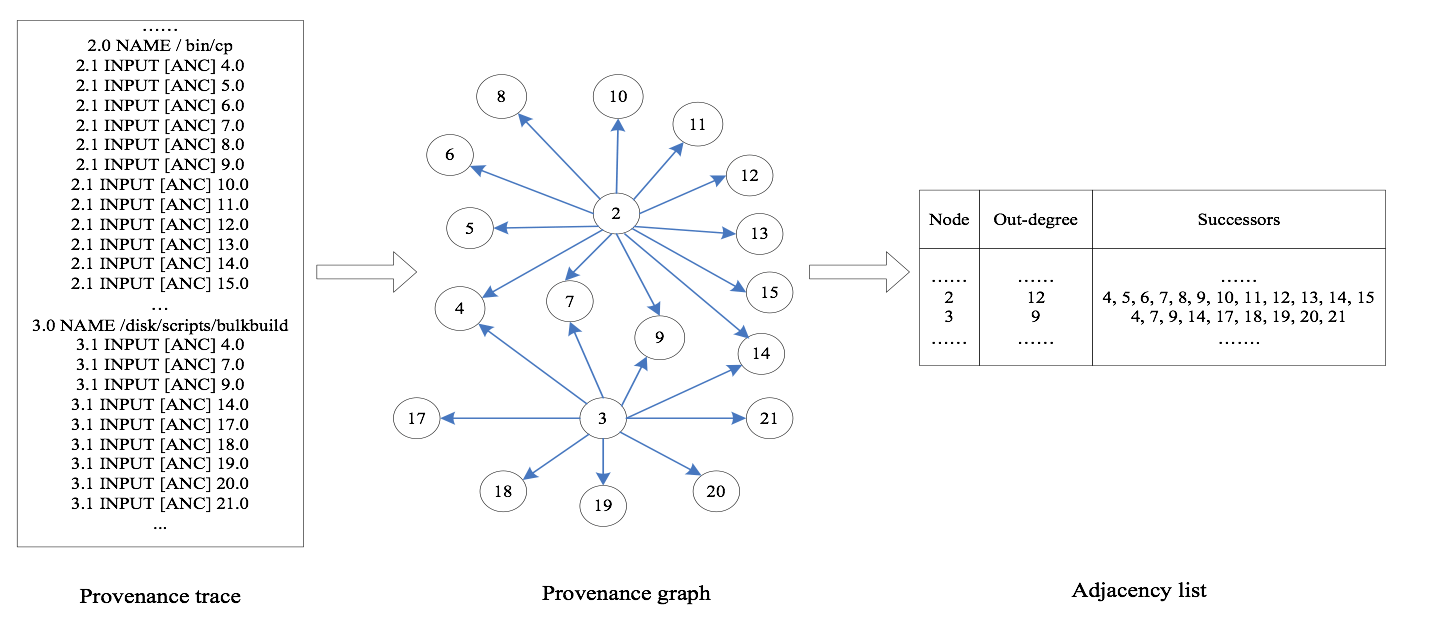 ......
2.0 NAME / bin/cp
2.1 INPUT [ANC] 4.0
2.1 INPUT [ANC] 5.0
2.1 INPUT [ANC] 6.0
2.1 INPUT [ANC] 7.0
2.1 INPUT [ANC] 8.0
2.1 INPUT [ANC] 9.0
2.1 INPUT [ANC] 10.0
2.1 INPUT [ANC] 11.0
2.1 INPUT [ANC] 12.0
2.1 INPUT [ANC] 13.0
2.1 INPUT [ANC] 14.0
2.1 INPUT [ANC] 15.0
...
3.0 NAME /disk/scripts/bulkbuild
3.1 INPUT [ANC] 4.0
3.1 INPUT [ANC] 7.0
3.1 INPUT [ANC] 9.0
3.1 INPUT [ANC] 14.0
3.1 INPUT [ANC] 17.0
3.1 INPUT [ANC] 18.0
3.1 INPUT [ANC] 19.0
3.1 INPUT [ANC] 20.0
3.1 INPUT [ANC] 21.0
...
Provenance trace
8
10
11
6
12
2
5
13
15
4
7
9
14
17
3
21
18
19
20
Provenance graph
Node Out-degree Successors
...... ...... ......
2 12 4, 5, 6, 7, 8, 9, 10, 11, 12, 13, 14, 15
3 9 4, 7, 9, 14, 17, 18, 19, 20, 21
...... ...... .......
Adjacency list